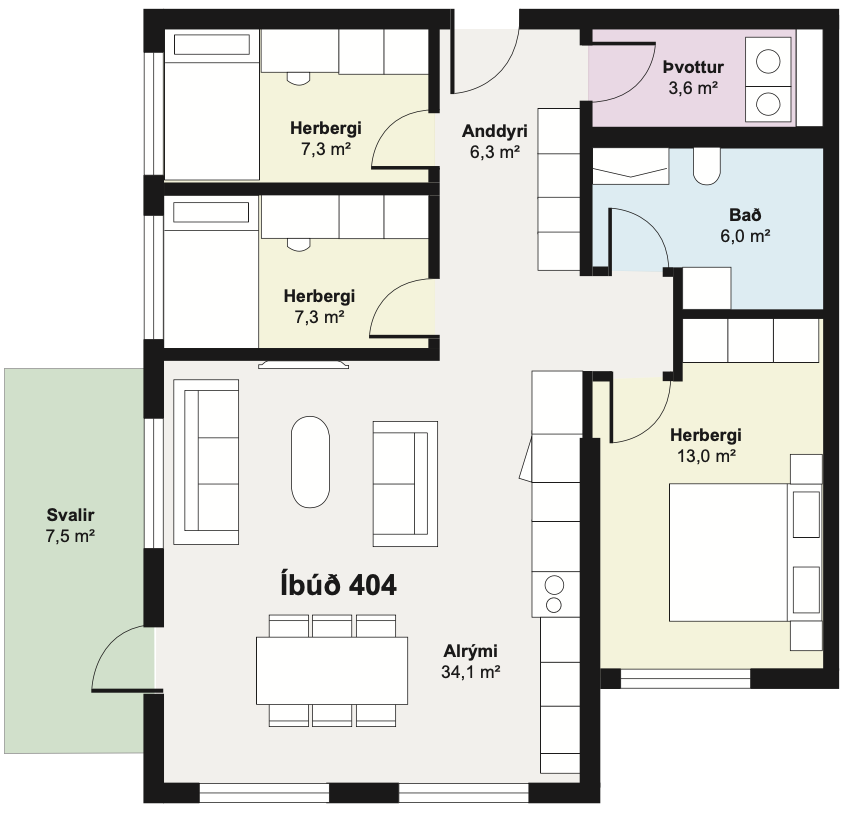 Þvottur
3,6 m²
Herbergi
7,3 m²
Anddyri
6,3 m²
Bað
6,0 m²
Herbergi
7,3 m²
Herbergi
13,0 m²
Svalir
7,5 m²
Íbúð 404
Alrými
34,1 m²